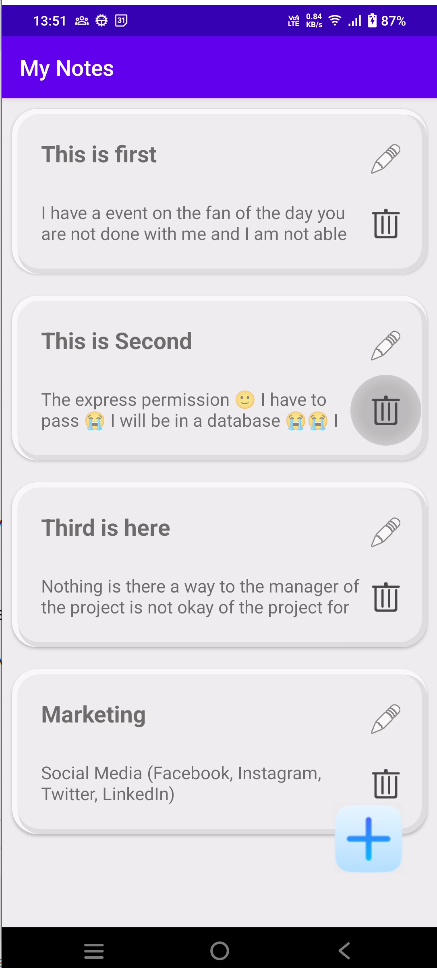 13:51
31
Vo)
LTE
0.84
KB/s
87%
My Notes
This is first
I have a event on the fan of the day you
are not done with me and I am not able
This is Second
The express permission 🙂 I have to
pass 😭 I will be in a database 😭😭 I
Third is here
Nothing is there a way to the manager of
the project is not okay of the project for
Marketing
Social Media (Facebook, Instagram,
Twitter, LinkedIn)